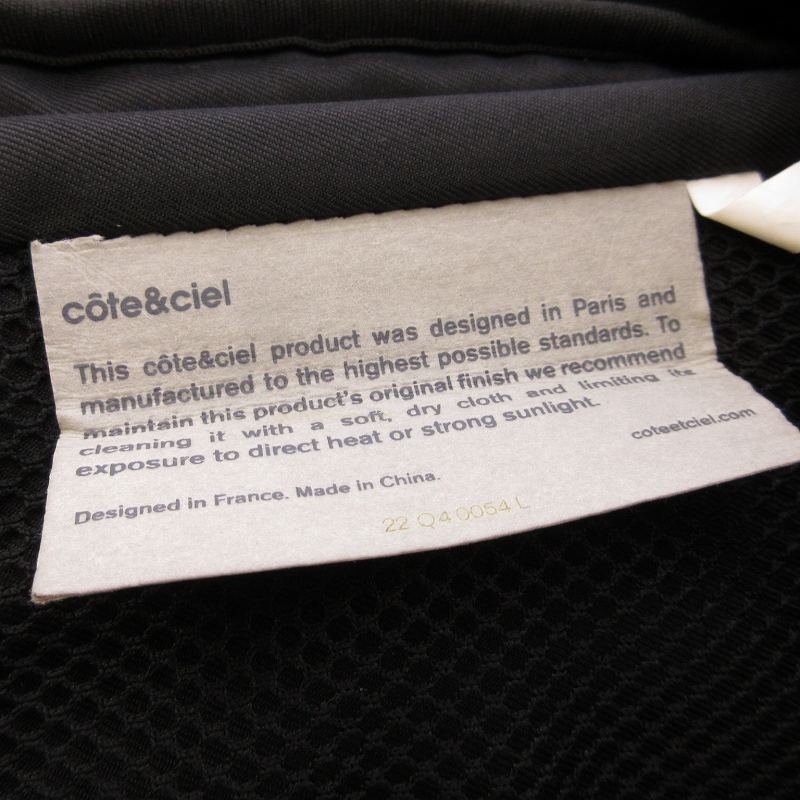 côte&ciel
This côte&ciel product was designed in Paris and
manufactured to the highest possible standards. To
maintain this product's original finish we recommend
cleaning it with a soft, dry cloth and limiting its
exposure to direct heat or strong sunlight.
coteetciel.com
Designed in France. Made in China.
22 Q4 0054 L